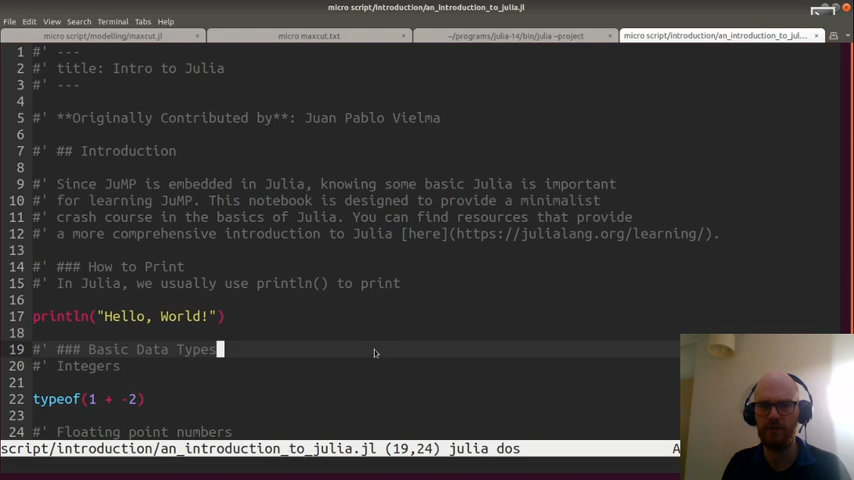 micro script/introduction/an_introduction_to_julia.jl
File Edit View Search Terminal Tabs Help
micro script/modelling/maxcut.jl × micro maxcut.txt × ~/programs/julia-14/bin/julia --project × micro script/introduction/an_introduction_to_jul... ×
1 #' ---
2 #' title: Intro to Julia
3 #' ---
4
5 #' **Originally Contributed by**: Juan Pablo Vielma
6
7 #' ## Introduction
8
9 #' Since JuMP is embedded in Julia, knowing some basic Julia is important
10 #' for learning JuMP. This notebook is designed to provide a minimalist
11 #' crash course in the basics of Julia. You can find resources that provide
12 #' a more comprehensive introduction to Julia [here](https://julialang.org/learning/).
13
14 #' ### How to Print
15 #' In Julia, we usually use println() to print
16
17 println("Hello, World!")
18
19 #' ### Basic Data Types
20 #' Integers
21
22 typeof(1 + -2)
23
24 #' Floating point numbers
script/introduction/an_introduction_to_julia.jl (19,24) julia dos A